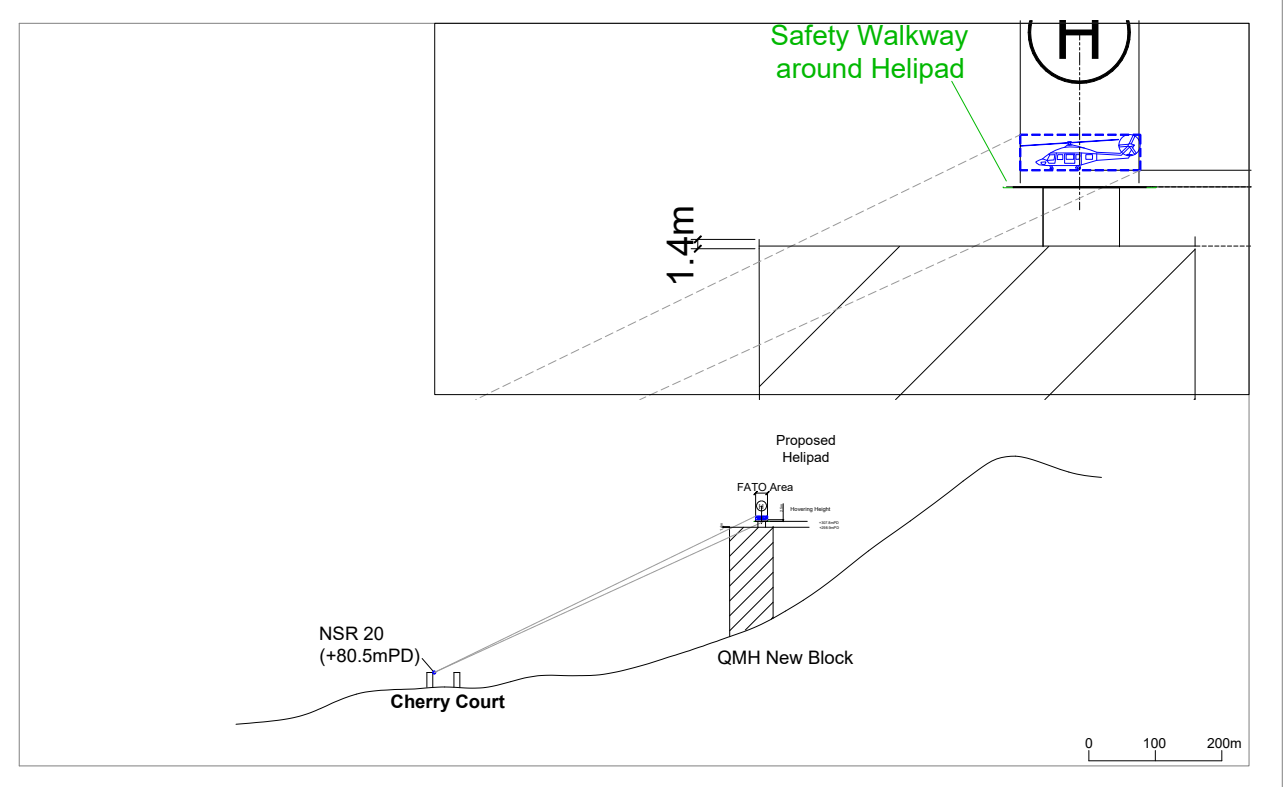 H
Safety Walkway
around Helipad
1.4m
Proposed
Helipad
FATO Area
H
Hovering Height
NSR 20
(+80.5mPD)
QMH New Block
Cherry Court
0 100 200m